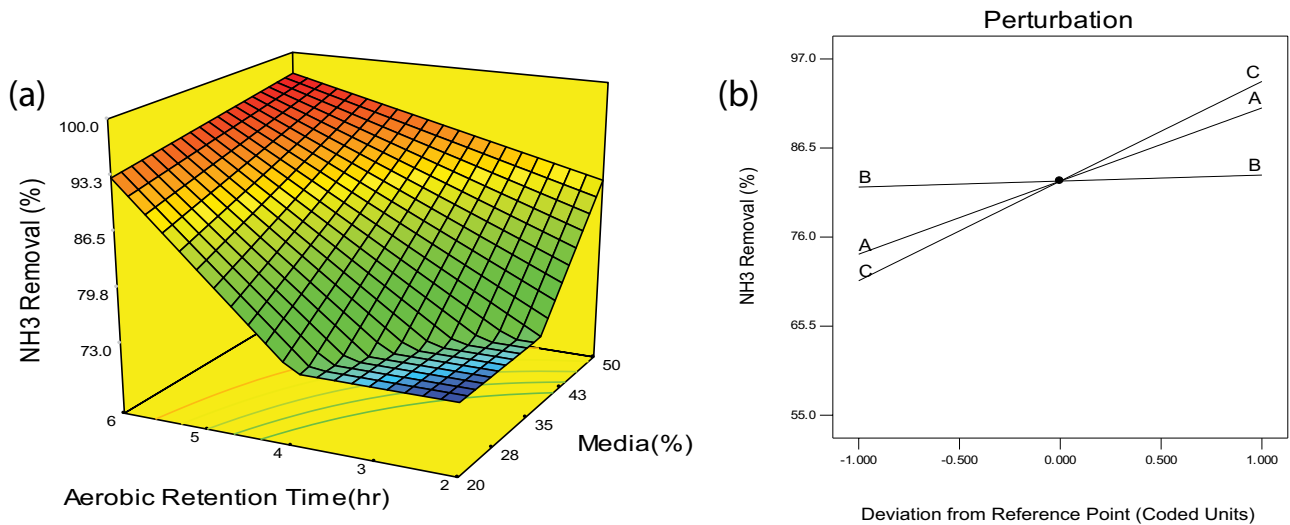 (a)
100.0
93.3
86.5
79.8
73.0
NH3 Removal (%)
6
5
4
3
2
20
28
35
43
50
Aerobic Retention Time(hr)
Media(%)
(b)
Perturbation
97.0
86.5
76.0
65.5
55.0
NH3 Removal (%)
C
A
B
B
A
C
-1.000
-0.500
0.000
0.500
1.000
Deviation from Reference Point (Coded Units)